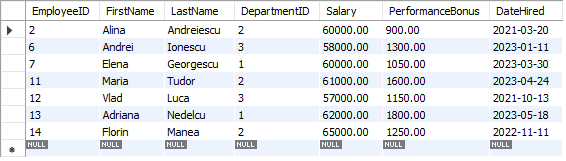 EmployeeID FirstName LastName DepartmentID Salary PerformanceBonus DateHired
2 Alina Andreiescu 2 60000.00 900.00 2021-03-20
6 Andrei Ionescu 3 58000.00 1300.00 2023-01-11
7 Elena Georgescu 1 60000.00 1050.00 2023-03-30
11 Maria Tudor 2 61000.00 1600.00 2023-04-24
12 Vlad Luca 3 57000.00 1150.00 2021-10-13
13 Adriana Nedelcu 1 62000.00 1800.00 2023-05-18
14 Florin Manea 2 65000.00 1250.00 2022-11-11
NULL NULL NULL NULL NULL NULL NULL